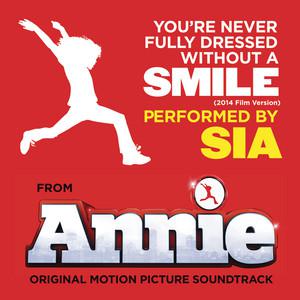 YOU'RE NEVER
FULLY DRESSED
WITHOUT A
SMILE
(2014 Film Version)
PERFORMED BY
SIA
FROM
Annie
ORIGINAL MOTION PICTURE SOUNDTRACK